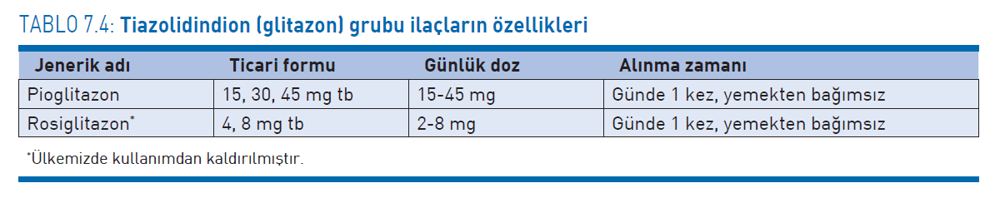 TABLO 7.4: Tiazolidindion (glitazon) grubu ilaçların özellikleri
Jenerik adı Ticari formu Günlük doz Alınma zamanı
Pioglitazon 15, 30, 45 mg tb 15-45 mg Günde 1 kez, yemekten bağımsız
Rosiglitazon* 4, 8 mg tb 2-8 mg Günde 1 kez, yemekten bağımsız
*Ülkemizde kullanımdan kaldırılmıştır.